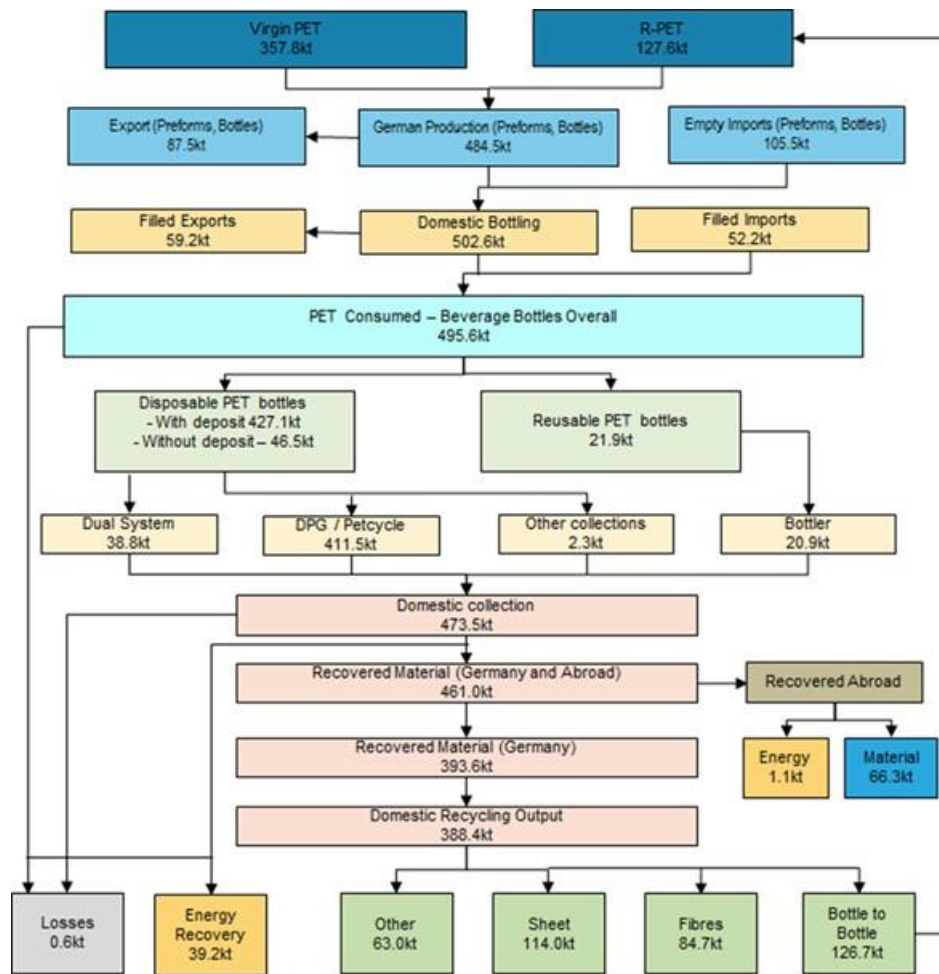 Virgin PET
357.8kt
R-PET
127.6kt
Export (Preforms, Bottles)
87.5kt
German Production (Preforms, Bottles)
484.5kt
Empty Imports (Preforms, Bottles)
105.5kt
Filled Exports
59.2kt
Domestic Bottling
502.6kt
Filled Imports
52.2kt
PET Consumed – Beverage Bottles Overall
495.6kt
Disposable PET bottles
- With deposit 427.1kt
- Without deposit – 46.5kt
Reusable PET bottles
21.9kt
Dual System
38.8kt
DPG / Petcycle
411.5kt
Other collections
2.3kt
Bottler
20.9kt
Domestic collection
473.5kt
Recovered Material (Germany and Abroad)
461.0kt
Recovered Abroad
Recovered Material (Germany)
393.6kt
Energy
1.1kt
Material
66.3kt
Domestic Recycling Output
388.4kt
Losses
0.6kt
Energy
Recovery
39.2kt
Other
63.0kt
Sheet
114.0kt
Fibres
84.7kt
Bottle to
Bottle
126.7kt